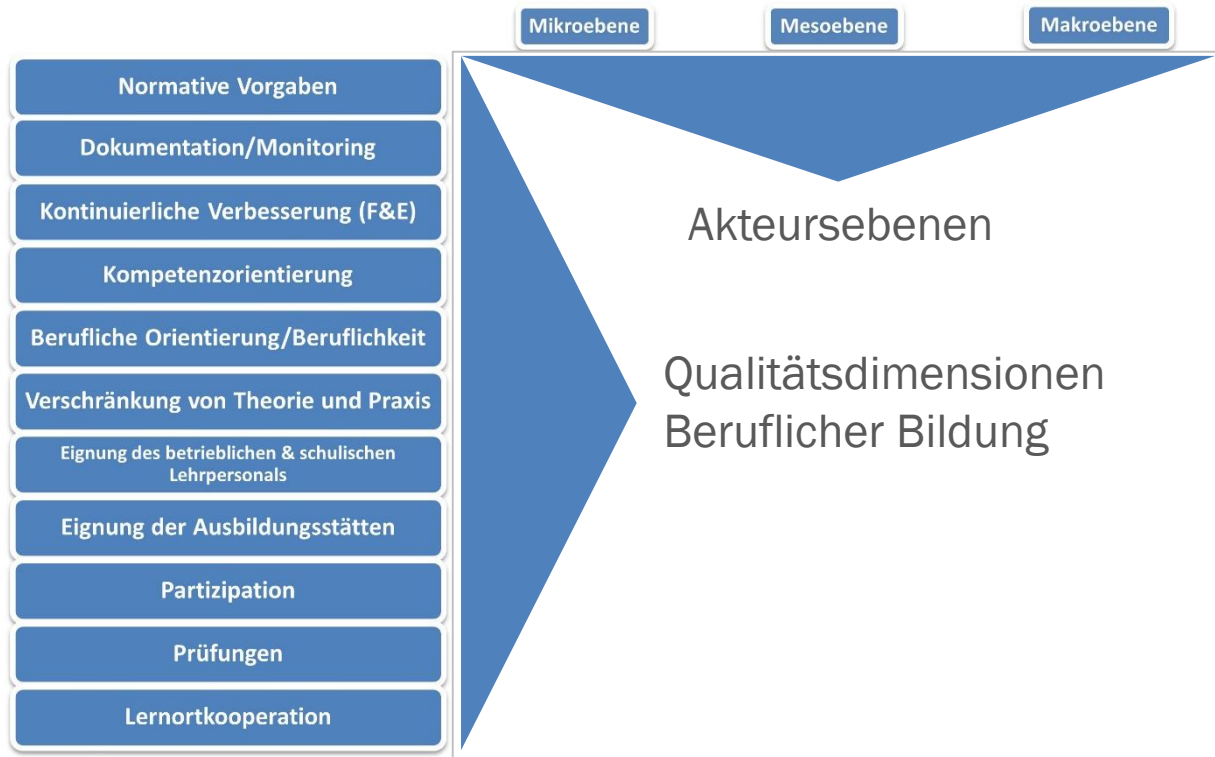 Mikroebene
Mesoebene
Makroebene
Normative Vorgaben
Dokumentation/Monitoring
Kontinuierliche Verbesserung (F&E)
Kompetenzorientierung
Berufliche Orientierung/Beruflichkeit
Verschränkung von Theorie und Praxis
Eignung des betrieblichen & schulischen
Lehrpersonals
Eignung der Ausbildungsstätten
Partizipation
Prüfungen
Lernortkooperation
Akteursebenen
Qualitätsdimensionen
Beruflicher Bildung